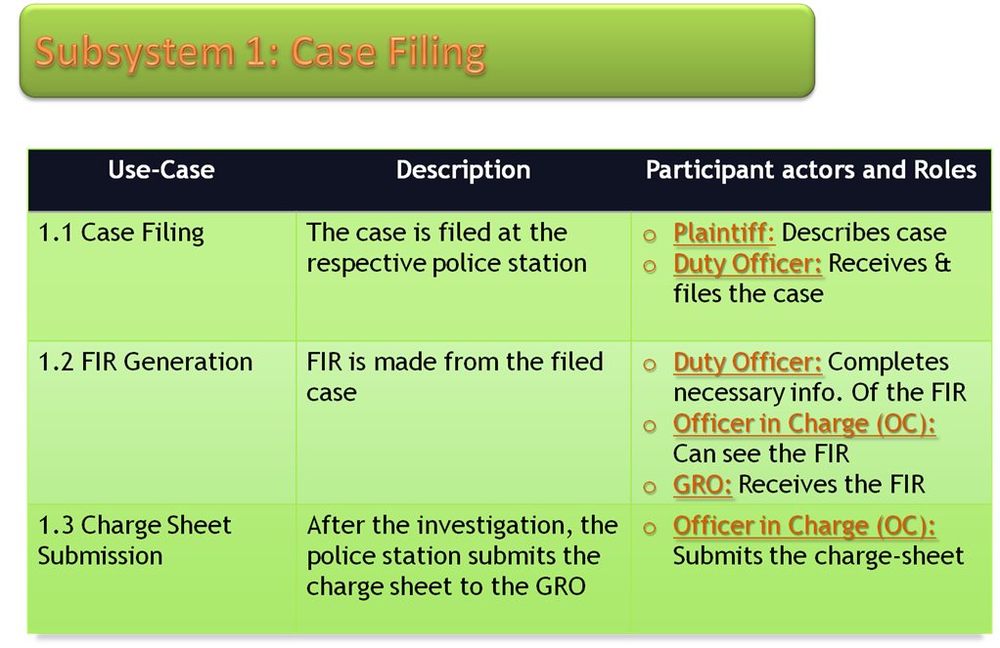 Subsystem 1: Case Filing
Use-Case
Description
Participant actors and Roles
1.1 Case Filing
The case is filed at the
respective police station
o Plaintiff: Describes case
o Duty Officer: Receives &
files the case
1.2 FIR Generation
FIR is made from the filed
case
o Duty Officer: Completes
necessary info. Of the FIR
o Officer in Charge (OC):
Can see the FIR
o GRO: Receives the FIR
1.3 Charge Sheet
Submission
After the investigation, the
police station submits the
charge sheet to the GRO
o Officer in Charge (OC):
Submits the charge-sheet